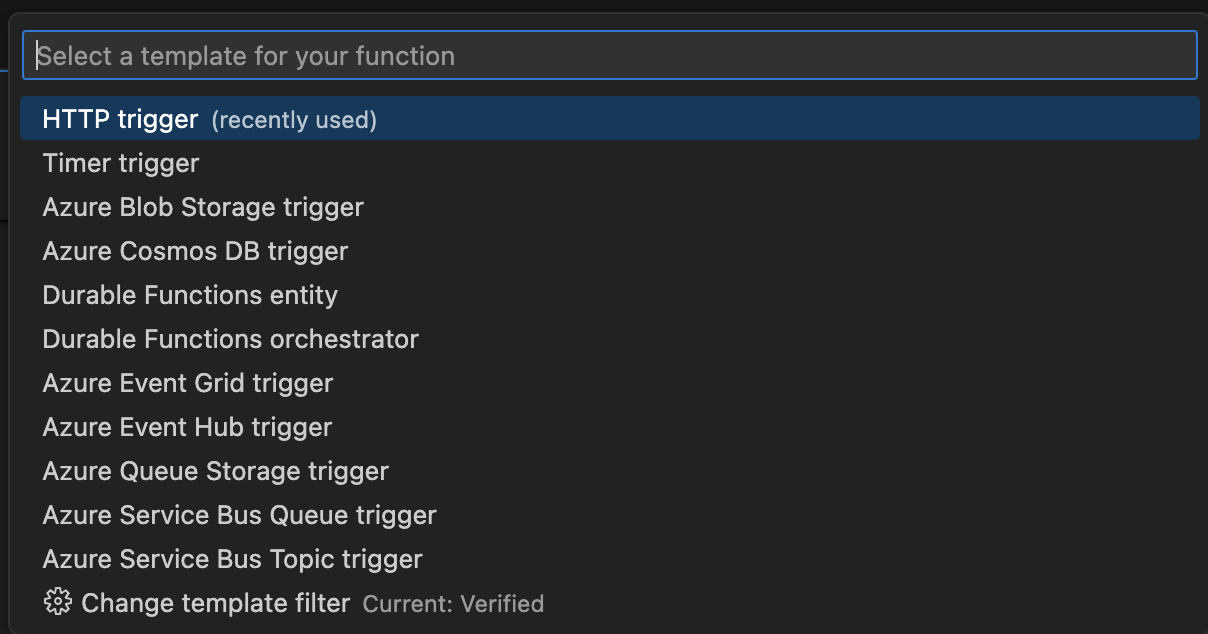 Select a template for your function
HTTP trigger (recently used)
Timer trigger
Azure Blob Storage trigger
Azure Cosmos DB trigger
Durable Functions entity
Durable Functions orchestrator
Azure Event Grid trigger
Azure Event Hub trigger
Azure Queue Storage trigger
Azure Service Bus Queue trigger
Azure Service Bus Topic trigger
Change template filter Current: Verified